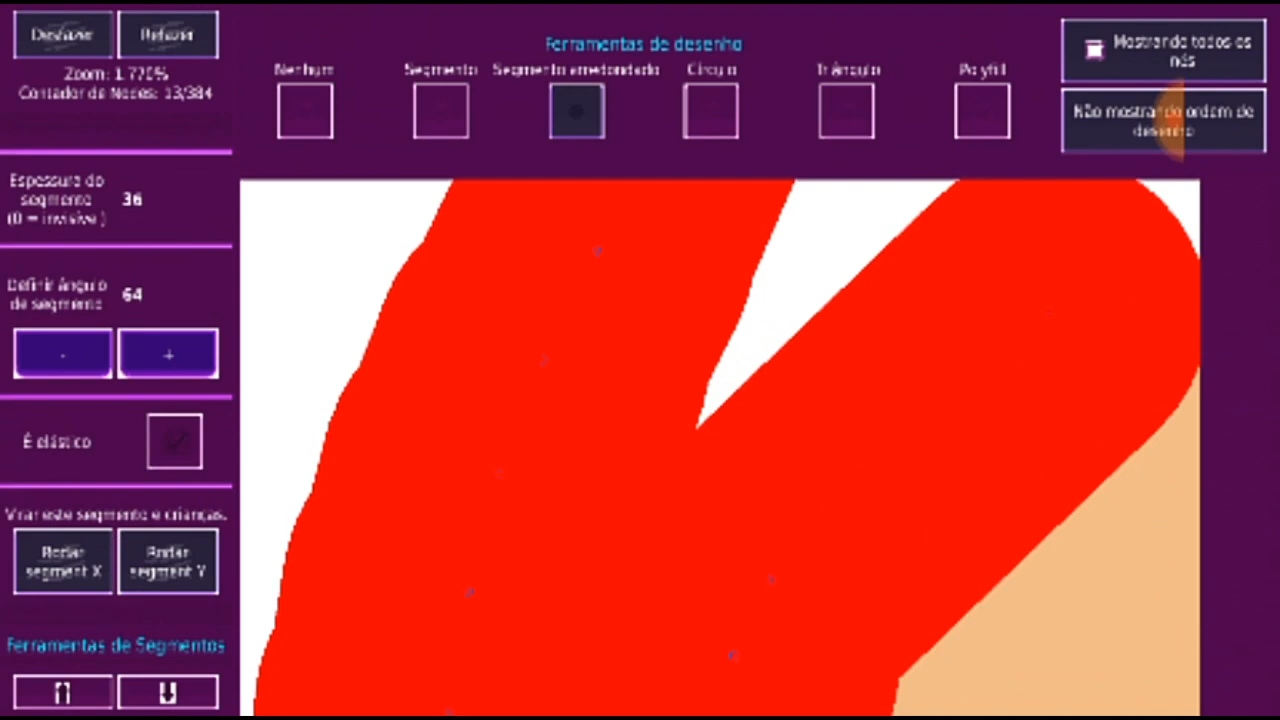 Desfazer
Refazer
Zoom: 1.770%
Contador de Nodes: 13/384
Ferramentas de desenho
Nenhum
Segmento
Segmento arredondado
Círculo
Triângulo
Polyfill
Mostrando todos os
nós
Não mostrando ordem de
desenho
Espessura do
segmento
(0 = invisível)
36
Definir ângulo
de segmento
64
-
+
É elástico
Virar este segmento e crianças.
Rodar
segment X
Rodar
segment Y
Ferramentas de Segmentos